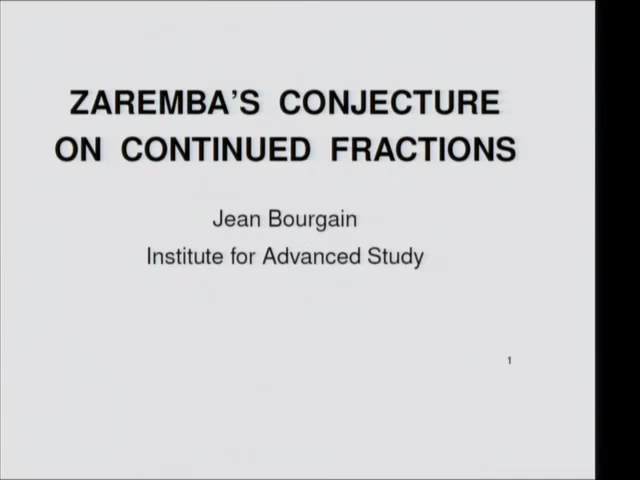 ZAREMBA'S CONJECTURE
ON CONTINUED FRACTIONS
Jean Bourgain
Institute for Advanced Study
1